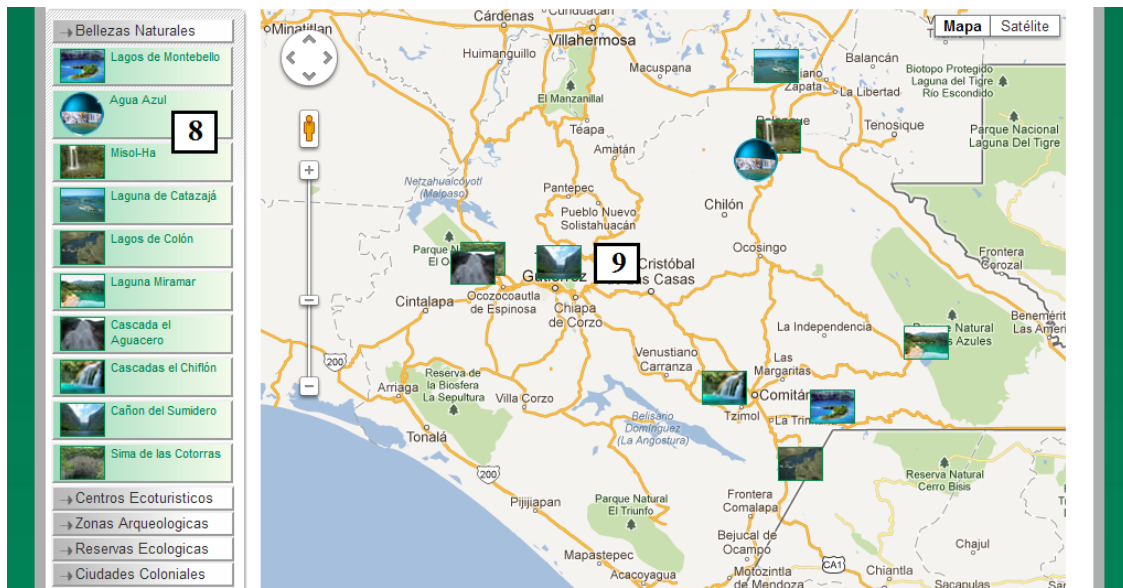 Bellezas Naturales
Lagos de Montebello
Agua Azul
8
Misol-Ha
Laguna de Catazajá
Lagos de Colón
Laguna Miramar
Cascada el
Aguacero
Cascadas el Chiflón
Cañon del Sumidero
Sima de las Cotorras
Centros Ecoturisticos
Zonas Arqueologicas
Reservas Ecologicas
Ciudades Coloniales
Mapa
Satélite
Cárdenas
Cunduacán
Villahermosa
Huimanguillo
Macuspana
Balancán
Biotopo Protegido
Laguna del Tigre
Río Escondido
Zapata
La Libertad
El Manzanillal
Teapa
Tenosique
Parque Nacional
Laguna Del Tigre
Amatán
Netzahualcóyotl
(Malpaso)
Pantepec
Pueblo Nuevo
Solistahuacán
Chilón
Ocosingo
Frontera
Corozal
9
Cristóbal
Casas
Cintalapa
Ocozocoautla
de Espinosa
Chiapa
de Corzo
La Independencia
Parque Natural
Azules
Venustiano
Carranza
Las
Margaritas
200
Arriaga
Reserva de
la Biosfera
La Sepultura
Villa Corzo
Comitán
Tzimol
Belisario
Domínguez
(La Angostura)
Tonalá
200
Reserva Natural
Cerro Bisis
Pijijiapan
Parque Natural
El Triunfo
Frontera
Comalapa
Bejucal de
Ocampo
Chajul
Mapastepec
Acacoyagua
Motozintla
de Mendoza
CA1
Chiantla
Sacapulas